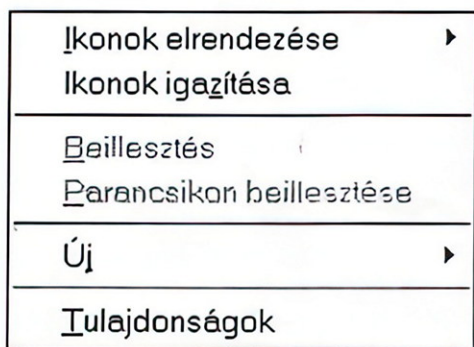 Ikonok elrendezése
Ikonok igazítása
Beillesztés
Parancsikon beillesztése
Új
Tulajdonságok